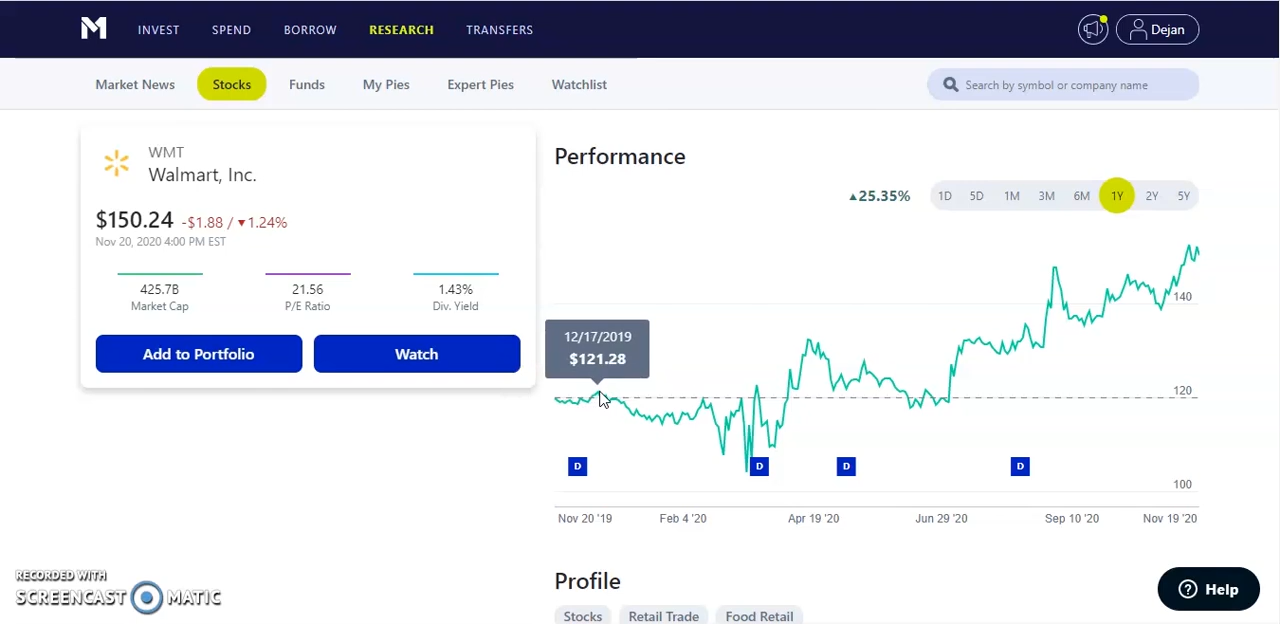 M INVEST SPEND BORROW RESEARCH TRANSFERS Dejan
Market News Stocks Funds My Pies Expert Pies Watchlist Search by symbol or company name
WMT
Walmart, Inc.
$150.24 -$1.88 / ▼1.24%
Nov 20, 2020 4:00 PM EST
425.7B 21.56 1.43%
Market Cap P/E Ratio Div. Yield
Add to Portfolio Watch
Performance
▲25.35% 1D 5D 1M 3M 6M 1Y 2Y 5Y
140
12/17/2019
$121.28
120
D D D D
100
Nov 20 '19 Feb 4 '20 Apr 19 '20 Jun 29 '20 Sep 10 '20 Nov 19 '20
Profile
Stocks Retail Trade Food Retail
RECORDED WITH
SCREENCAST MATIC
Help